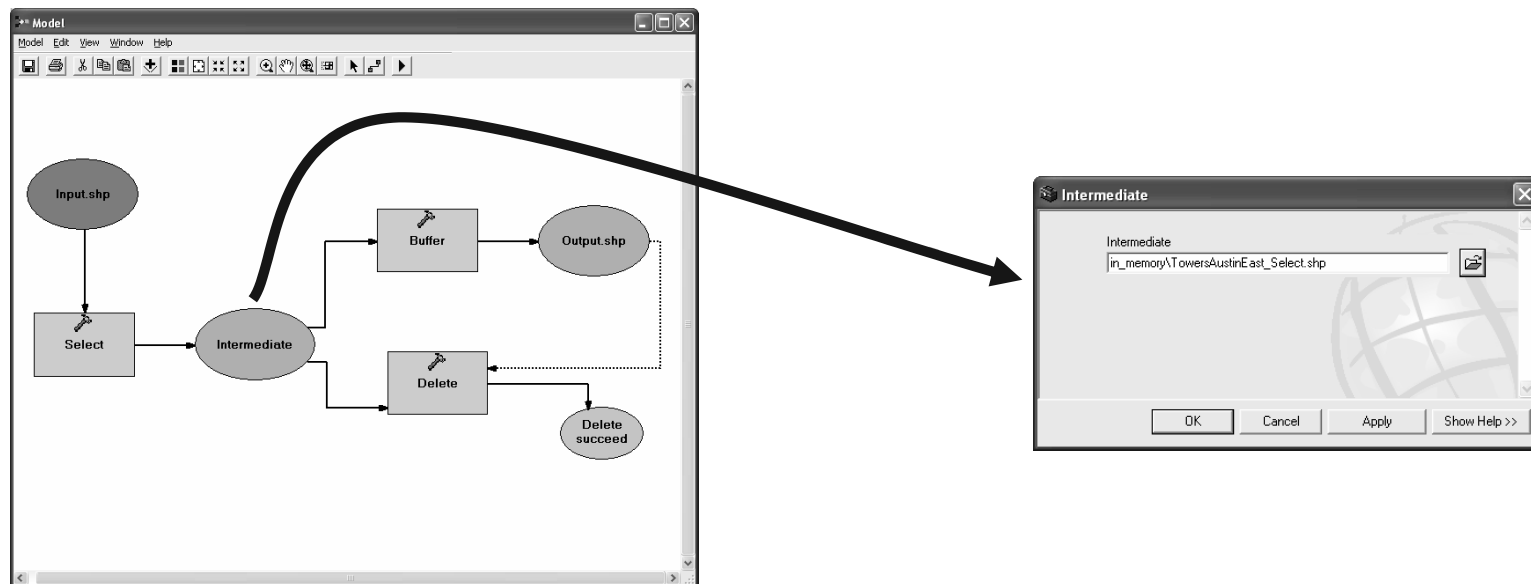 Model
Model Edit View Window Help
Input.shp
Buffer
Output.shp
Select
Intermediate
Delete
Delete
succeed
Intermediate
Intermediate
in_memory\TowersAustinEast_Select.shp
OK Cancel Apply Show Help >>